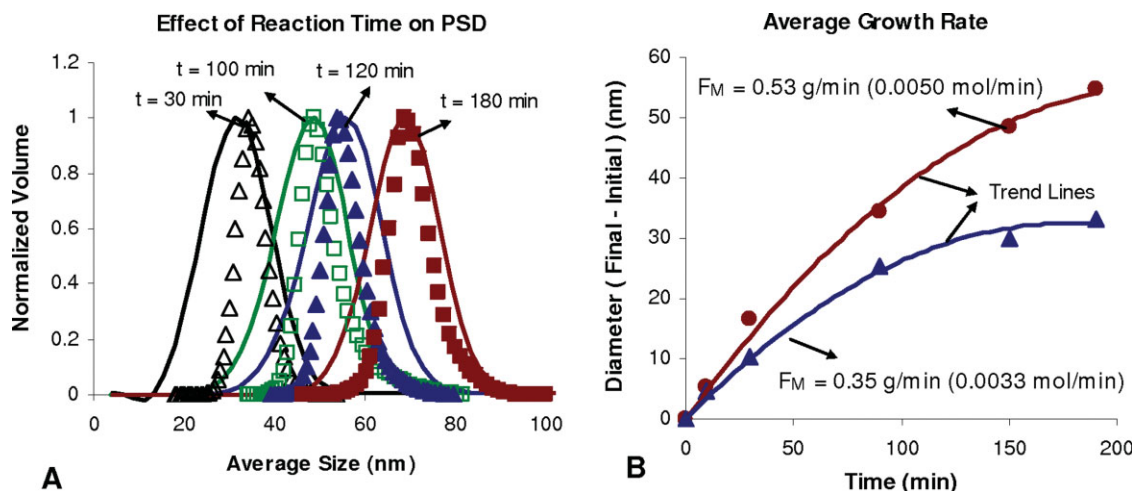 Effect of Reaction Time on PSD
t = 100 min
t = 120 min
t = 30 min
t = 180 min
Normalized Volume
1.2
1
0.8
0.6
0.4
0.2
0
0 20 40 60 80 100
Average Size (nm)
A
Average Growth Rate
Diameter ( Final - Initial ) (nm)
60
50
40
30
20
10
0
FM = 0.53 g/min (0.0050 mol/min)
Trend Lines
FM = 0.35 g/min (0.0033 mol/min)
0 50 100 150 200
Time (min)
B